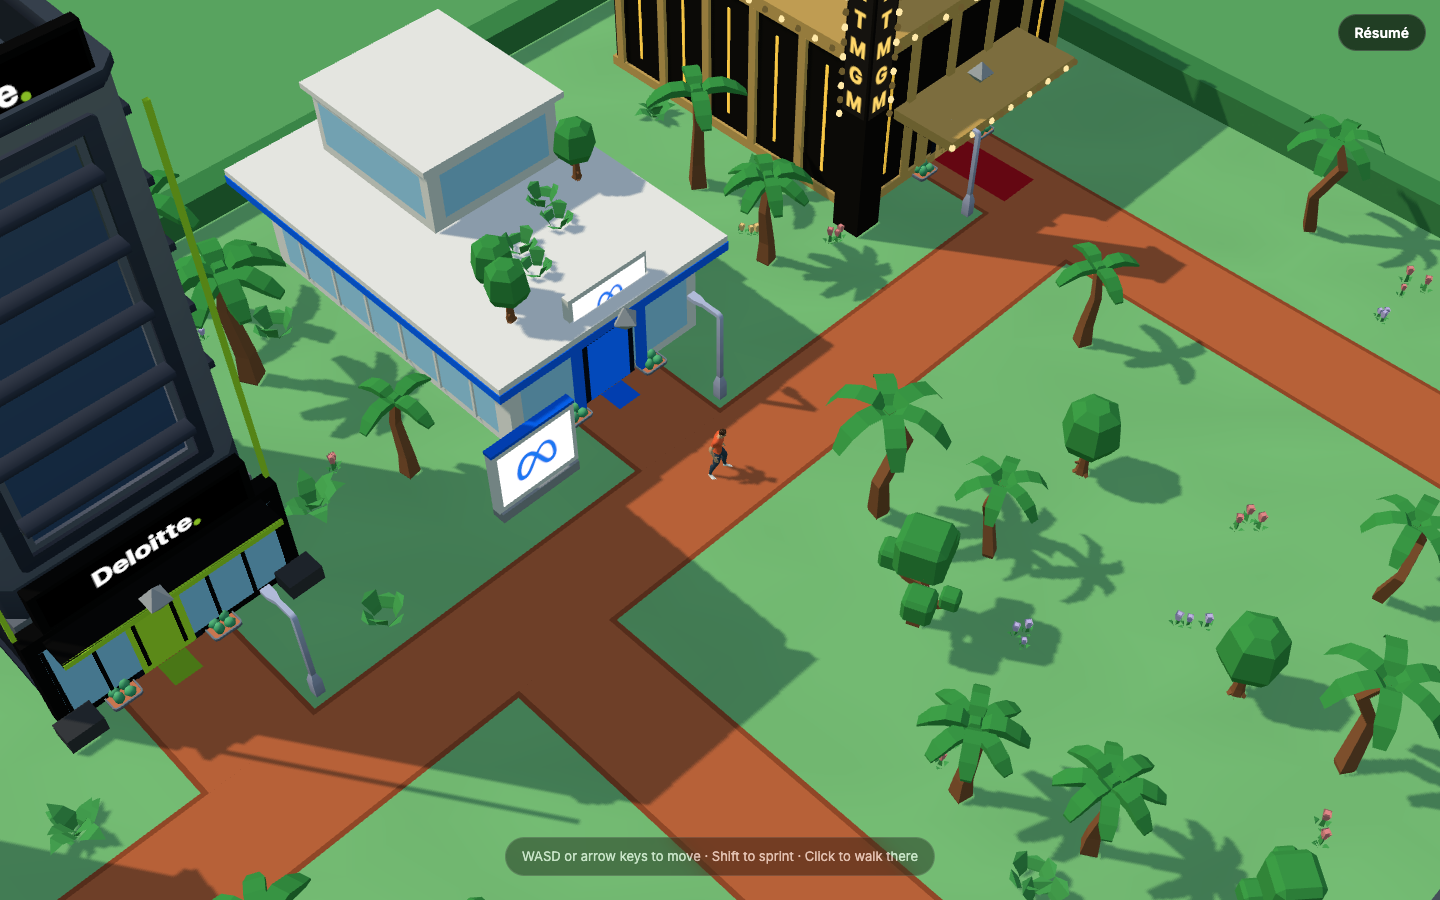 Résumé
TMGM
TMGM
e.
Deloitte.
WASD or arrow keys to move · Shift to sprint · Click to walk there